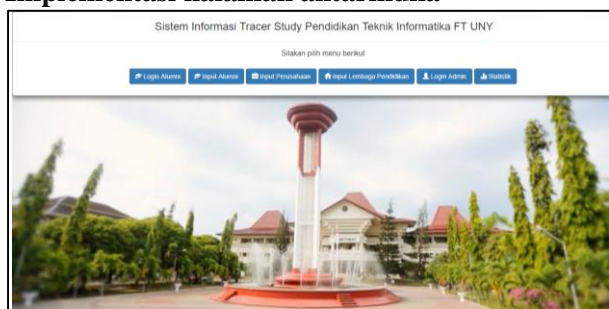 Sistem Informasi Tracer Study Pendidikan Teknik Informatika FT UNY
Silakan pilih menu berikut
Login Alumni Input Alumni Input Perusahaan Input Lembaga Pendidikan Login Admin Statistik